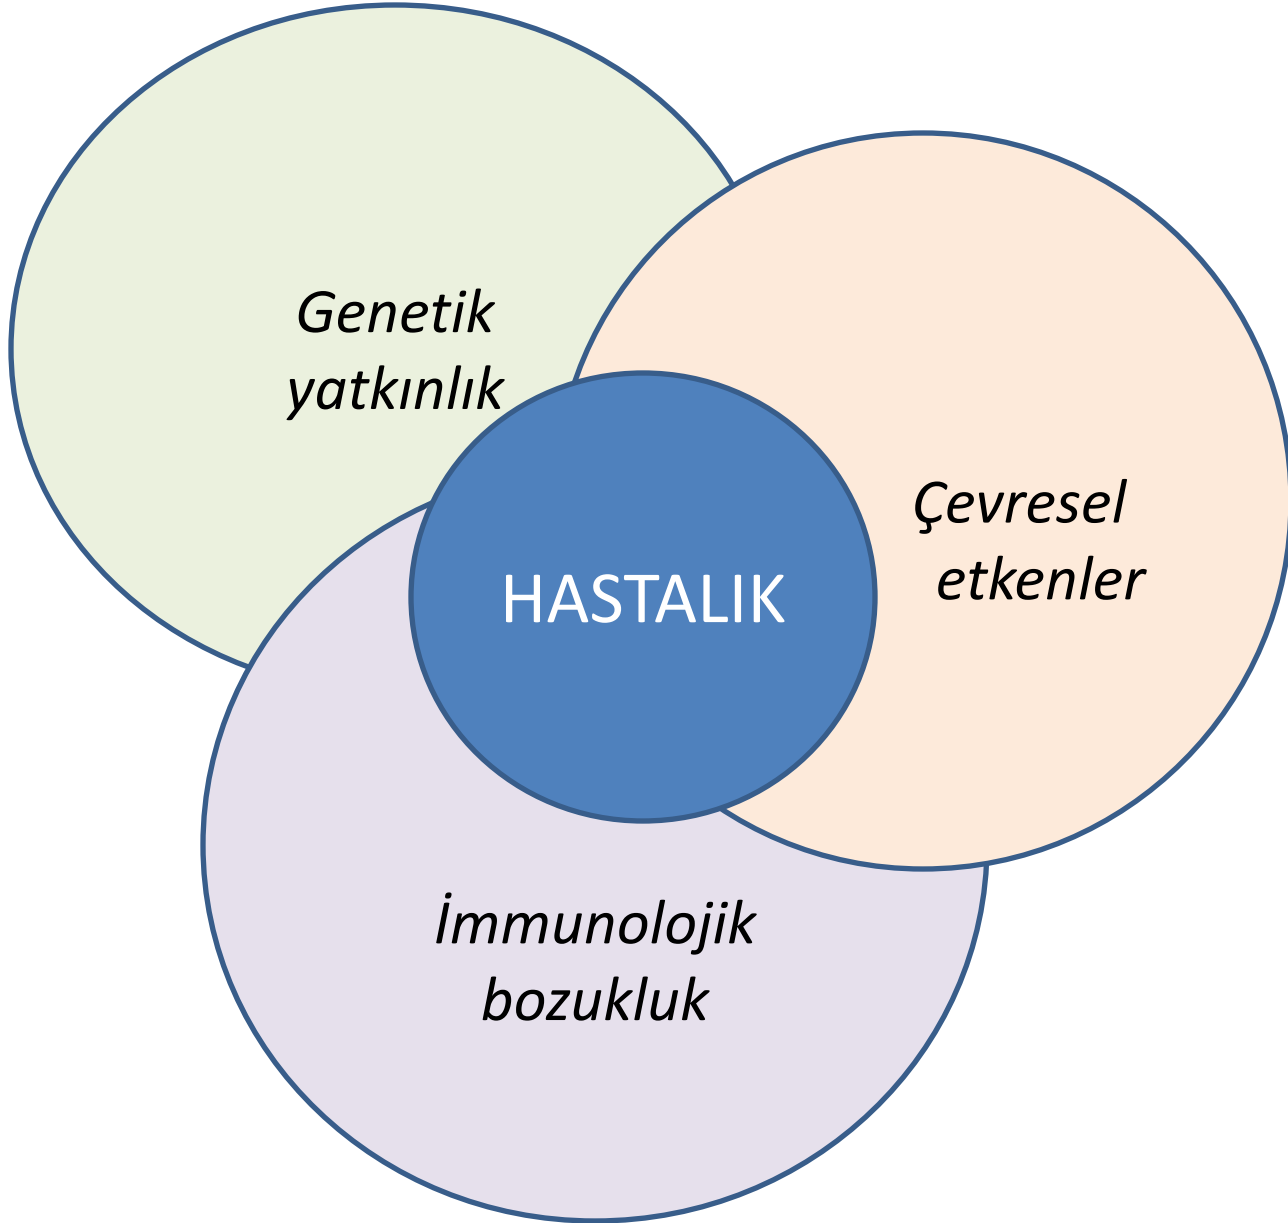 Genetik
yatkınlık
Çevresel
etkenler
HASTALIK
İmmunolojik
bozukluk